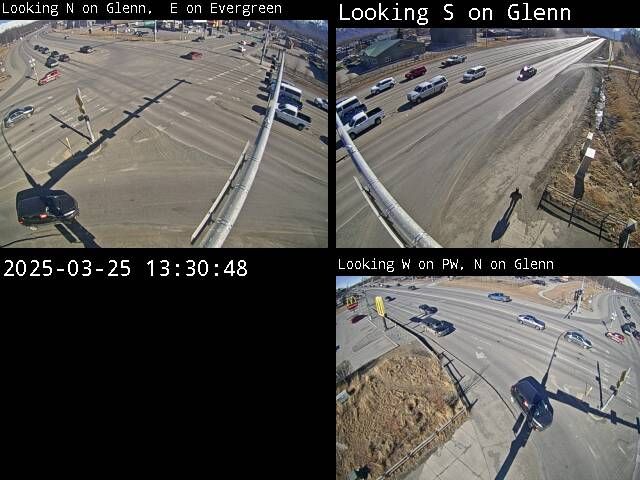 Looking N on Glenn,  E on Evergreen
Looking S on Glenn
2025-03-25 13:30:48
Looking W on PW, N on Glenn